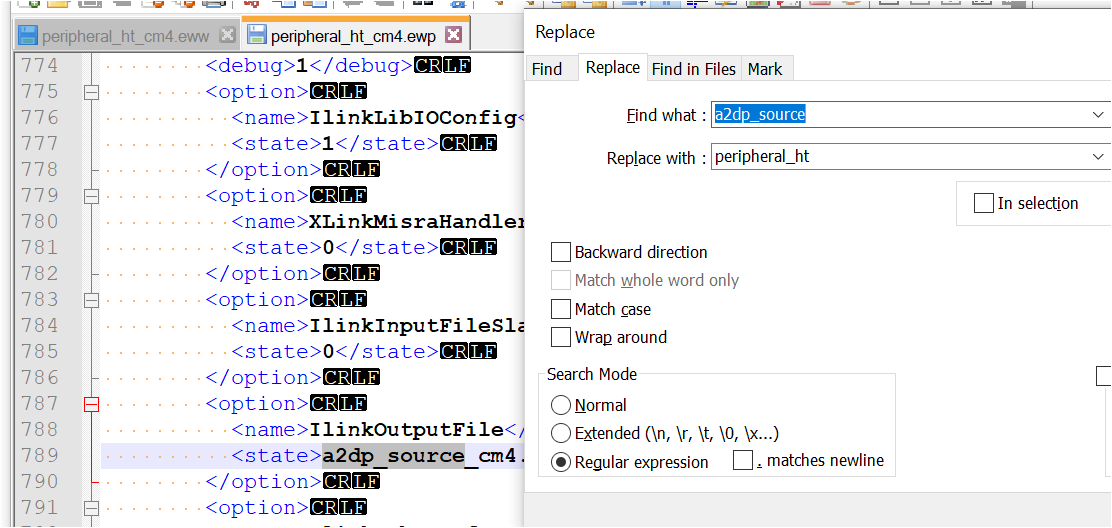 peripheral_ht_cm4.eww peripheral_ht_cm4.ewp
774 <debug>1</debug>CRLF
775 <option>CRLF
776 <name>IlinkLibIOConfig<
777 <state>1</state>CRLF
778 </option>CRLF
779 <option>CRLF
780 <name>XLinkMisraHandler
781 <state>0</state>CRLF
782 </option>CRLF
783 <option>CRLF
784 <name>IlinkInputFileSla
785 <state>0</state>CRLF
786 </option>CRLF
787 <option>CRLF
788 <name>IlinkOutputFile</
789 <state>a2dp_source_cm4.
790 </option>CRLF
791 <option>CRLF
Replace
Find Replace Find in Files Mark
Find what : a2dp_source
Replace with : peripheral_ht
In selection
Backward direction
Match whole word only
Match case
Wrap around
Search Mode
Normal
Extended (\n, \r, \t, \0, \x...)
Regular expression . matches newline